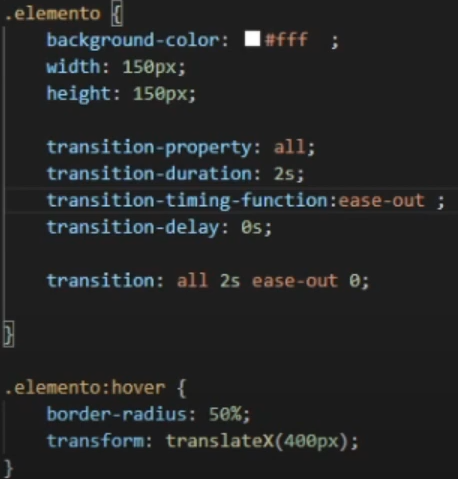 .elemento {
background-color: #fff ;
width: 150px;
height: 150px;
transition-property: all;
transition-duration: 2s;
transition-timing-function:ease-out ;
transition-delay: 0s;
transition: all 2s ease-out 0;
}
.elemento:hover {
border-radius: 50%;
transform: translateX(400px);
}